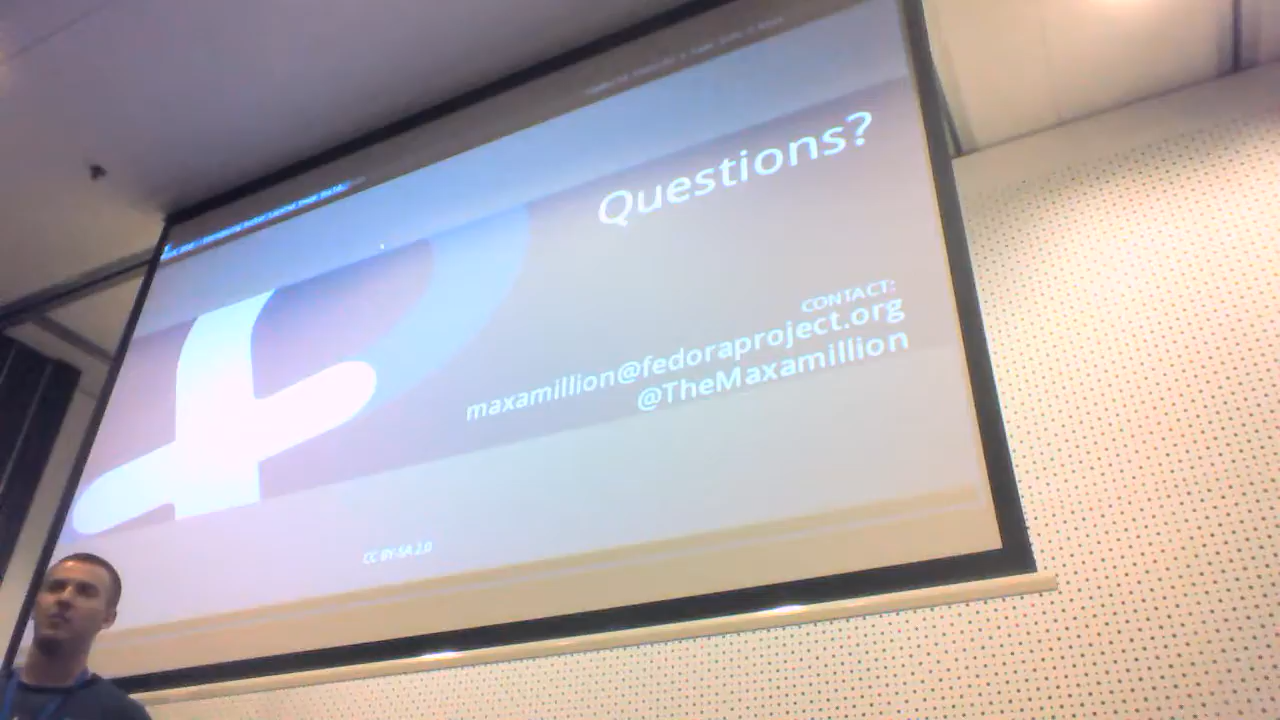 Questions?
CONTACT:
maxamillion@fedoraproject.org
@TheMaxamillion
CC BY-SA 2.0